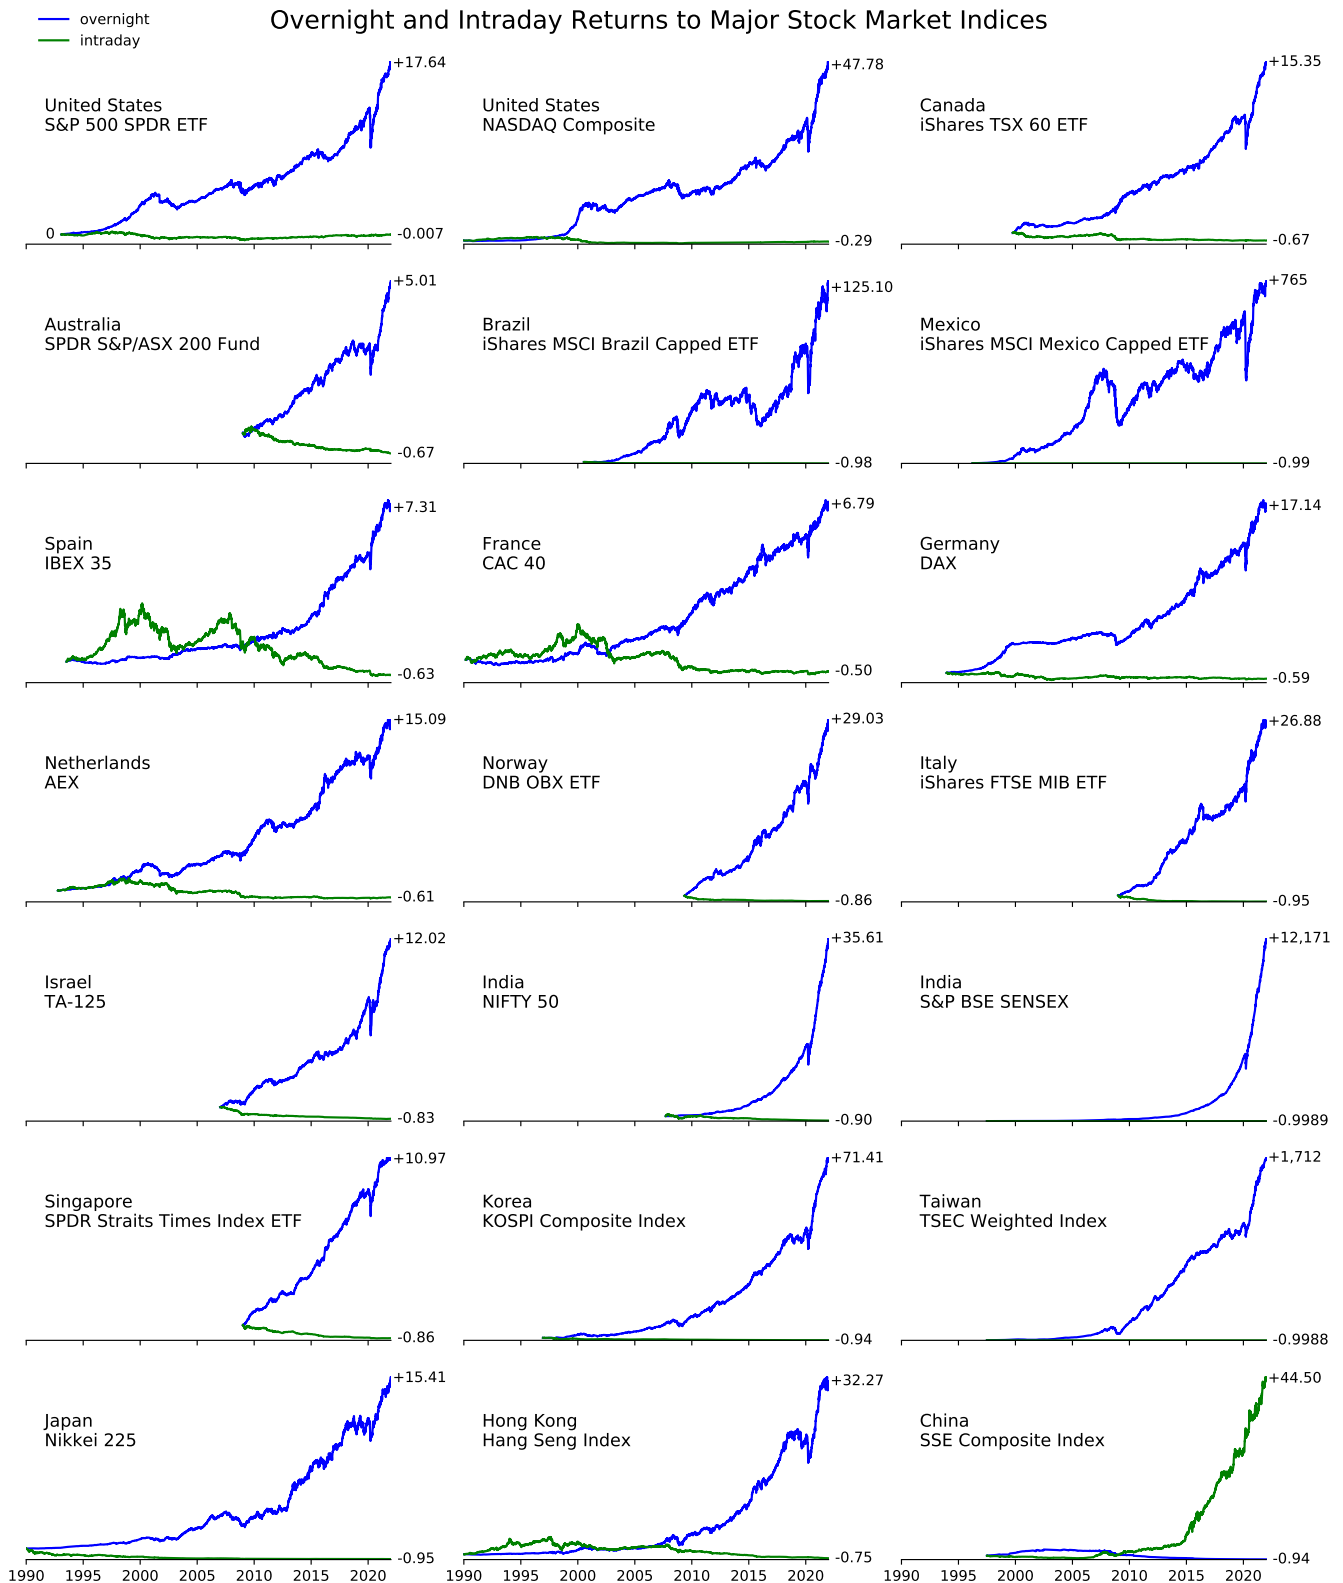 Overnight and Intraday Returns to Major Stock Market Indices
overnight
intraday
United States
S&P 500 SPDR ETF
+17.64
0
-0.007
United States
NASDAQ Composite
+47.78
-0.29
Canada
iShares TSX 60 ETF
+15.35
-0.67
Australia
SPDR S&P/ASX 200 Fund
+5.01
-0.67
Brazil
iShares MSCI Brazil Capped ETF
+125.10
-0.98
Mexico
iShares MSCI Mexico Capped ETF
+765
-0.99
Spain
IBEX 35
+7.31
-0.63
France
CAC 40
+6.79
-0.50
Germany
DAX
+17.14
-0.59
Netherlands
AEX
+15.09
-0.61
Norway
DNB OBX ETF
+29.03
-0.86
Italy
iShares FTSE MIB ETF
+26.88
-0.95
Israel
TA-125
+12.02
-0.83
India
NIFTY 50
+35.61
-0.90
India
S&P BSE SENSEX
+12,171
-0.9989
Singapore
SPDR Straits Times Index ETF
+10.97
-0.86
Korea
KOSPI Composite Index
+71.41
-0.94
Taiwan
TSEC Weighted Index
+1,712
-0.9988
Japan
Nikkei 225
+15.41
-0.95
1990 1995 2000 2005 2010 2015 2020
Hong Kong
Hang Seng Index
+32.27
-0.75
1990 1995 2000 2005 2010 2015 2020
China
SSE Composite Index
+44.50
-0.94
1990 1995 2000 2005 2010 2015 2020